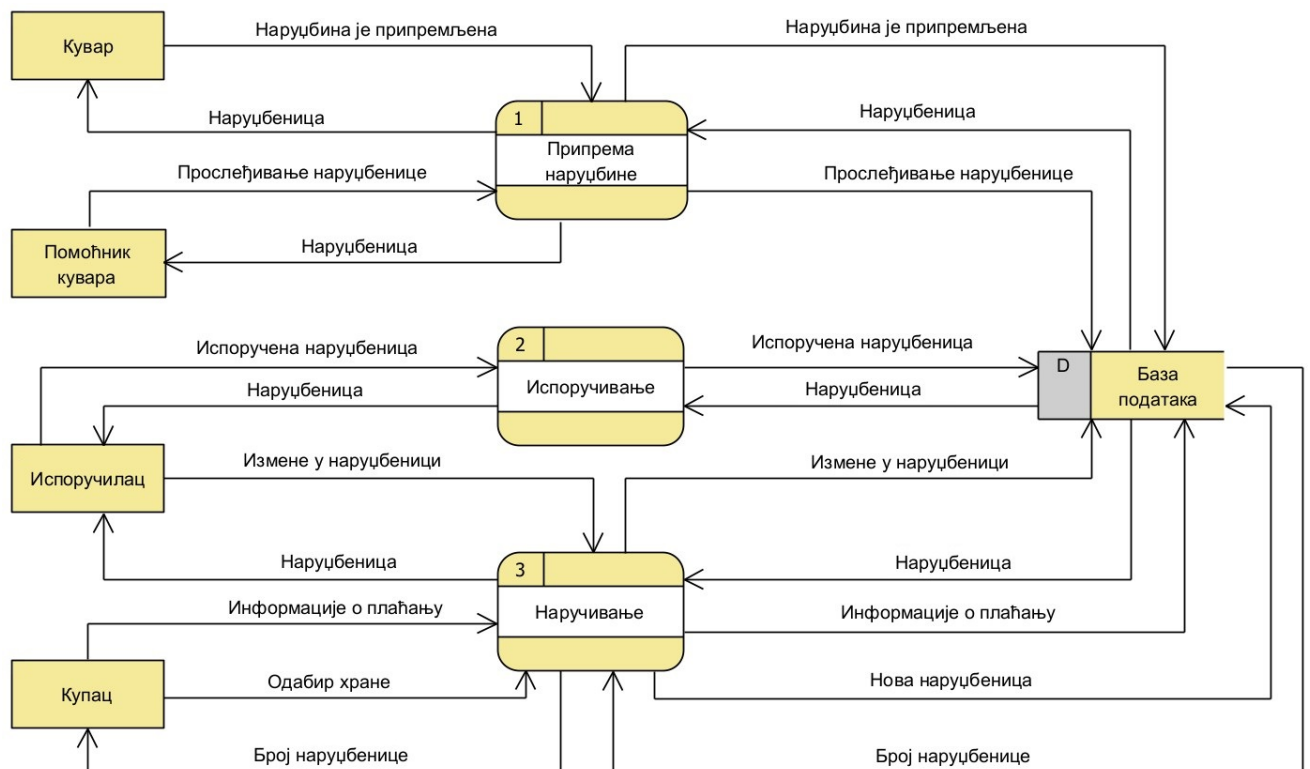 Наруџбина је припремљена
Наруџбина је припремљена
Кувар
Наруџбеница
1
Наруџбеница
Припрема
наруџбине
Прослеђивање наруџбенице
Прослеђивање наруџбенице
Помоћник
кувара
Наруџбеница
2
Испоручена наруџбеница
Испоручена наруџбеница
D
База
података
Наруџбеница
Испоручивање
Наруџбеница
Испоручилац
Измене у наруџбеници
Измене у наруџбеници
Наруџбеница
3
Наруџбеница
Информације о плаћању
Наручивање
Информације о плаћању
Купац
Одабир хране
Нова наруџбеница
Број наруџбенице
Број наруџбенице